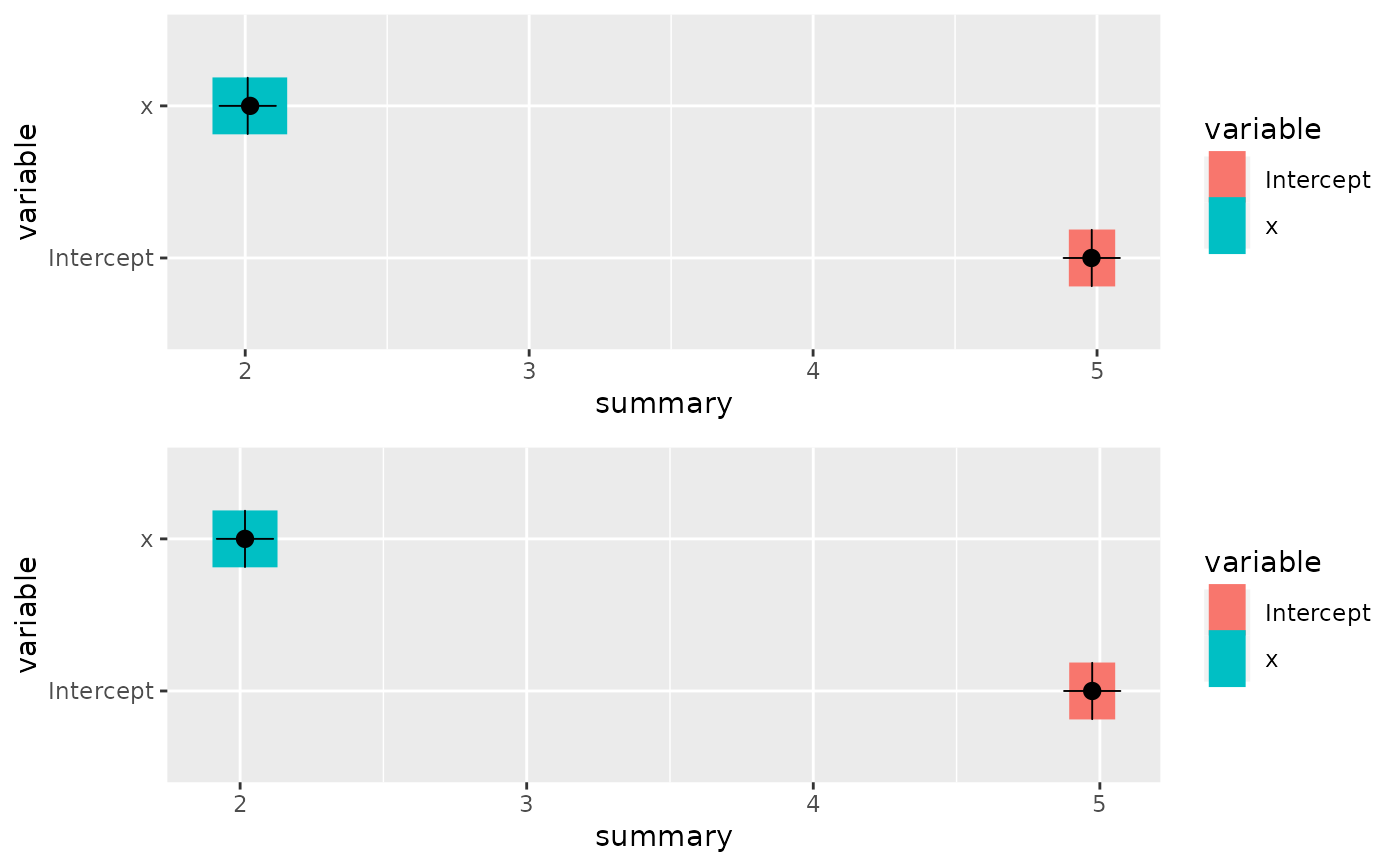 variable
x
Intercept
2 3 4 5
summary
variable
Intercept
x
variable
x
Intercept
2 3 4 5
summary
variable
Intercept
x